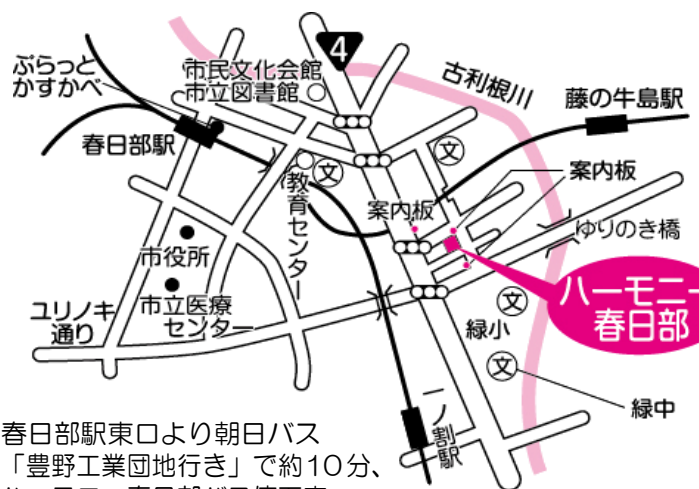 4
ぷらっと
かすかべ
市民文化会館
市立図書館
古利根川
藤の牛島駅
春日部駅
文
文
教育センター
案内板
案内板
ゆりのき橋
市役所
市立医療
センター
ユリノキ
通り
ハーモニー
春日部
文
緑小
文
緑中
一ノ割駅
春日部駅東口より朝日バス
「豊野工業団地行き」で約10分、